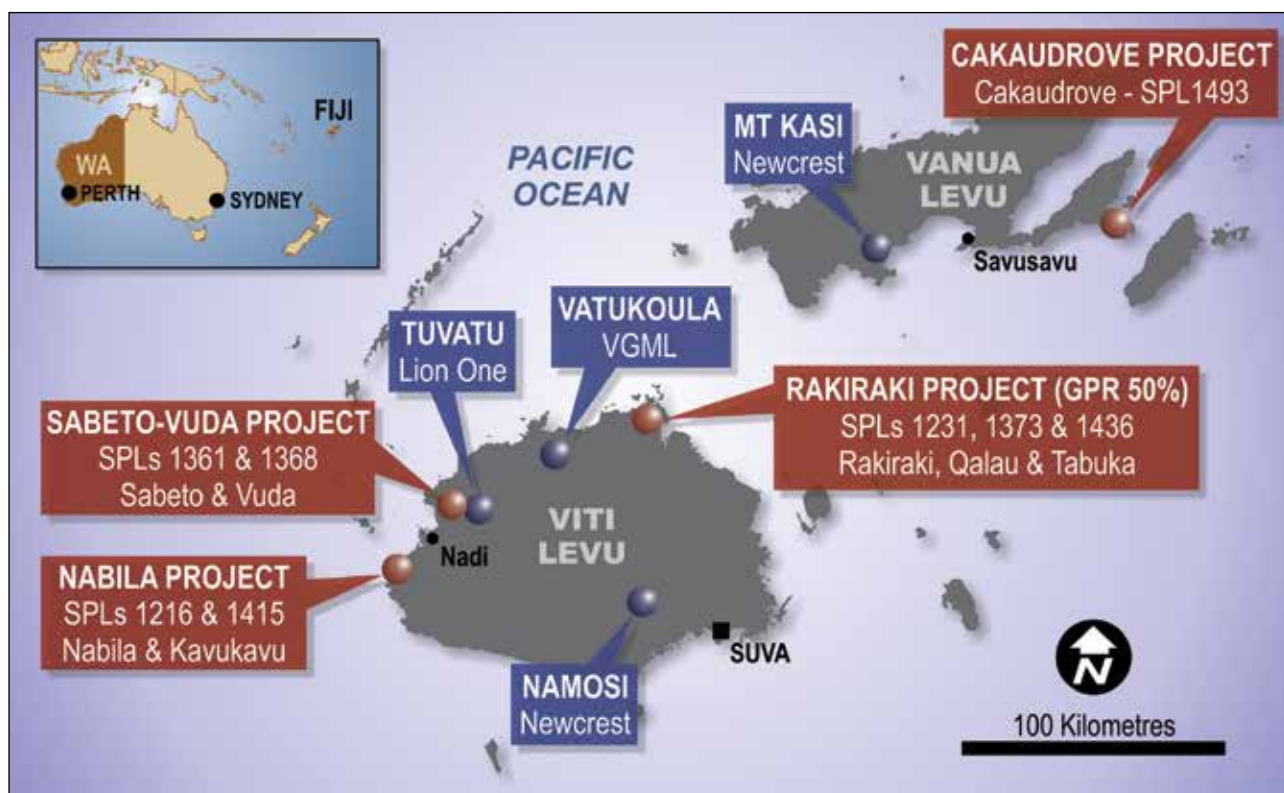 FIJI
WA
PERTH
SYDNEY
PACIFIC
OCEAN
CAKAUDROVE PROJECT
Cakaudrove - SPL1493
MT KASI
Newcrest
VANUA
LEVU
Savusavu
VATUKOULA
VGML
TUVATU
Lion One
RAKIRAKI PROJECT (GPR 50%)
SPLs 1231, 1373 & 1436
Rakiraki, Qalau & Tabuka
SABETO-VUDA PROJECT
SPLs 1361 & 1368
Sabeto & Vuda
VITI
LEVU
Nadi
NABILA PROJECT
SPLs 1216 & 1415
Nabila & Kavukavu
SUVA
NAMOSI
Newcrest
N
100 Kilometres